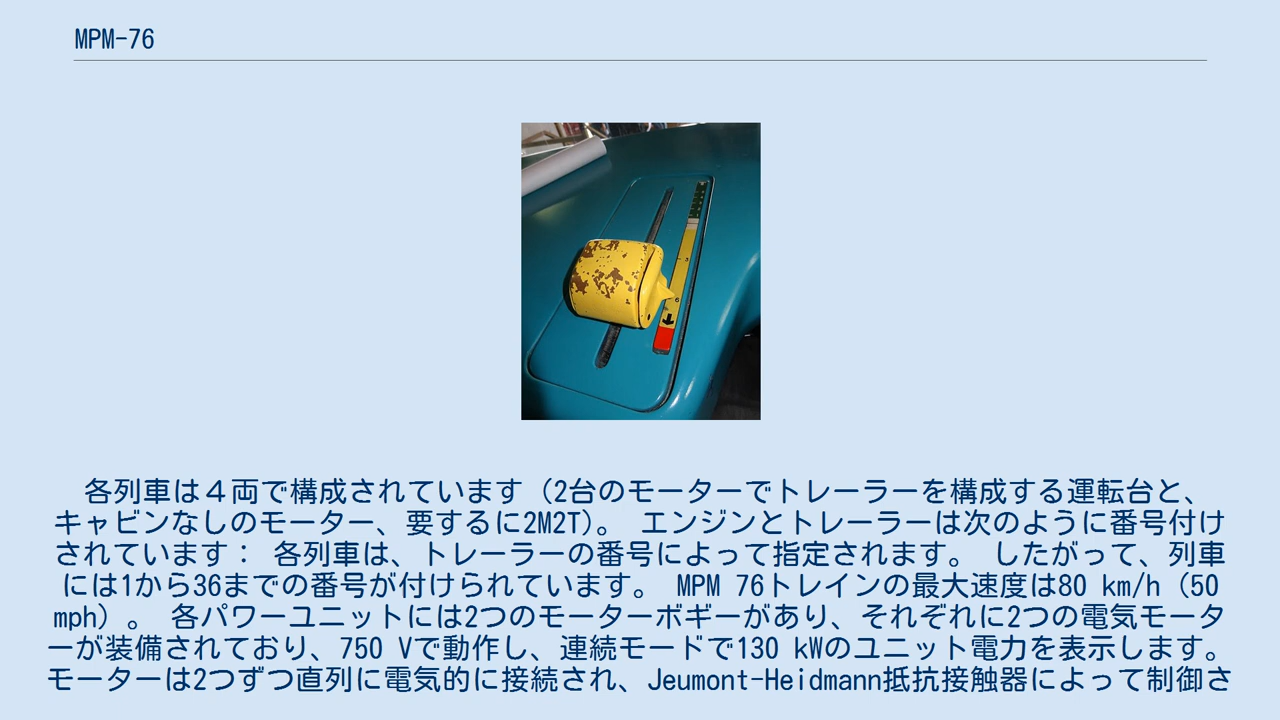 MPM-76
各列車は４両で構成されています（2台のモーターでトレーラーを構成する運転台と、
キャビンなしのモーター、要するに2M2T)。 エンジンとトレーラーは次のように番号付け
されています： 各列車は、トレーラーの番号によって指定されます。 したがって、列車
には1から36までの番号が付けられています。 MPM 76トレインの最大速度は80 km/h（50
mph）。 各パワーユニットには2つのモーターボギーがあり、それぞれに2つの電気モータ
ーが装備されており、750 Vで動作し、連続モードで130 kWのユニット電力を表示します。
モーターは2つずつ直列に電気的に接続され、Jeumont-Heidmann抵抗接触器によって制御さ